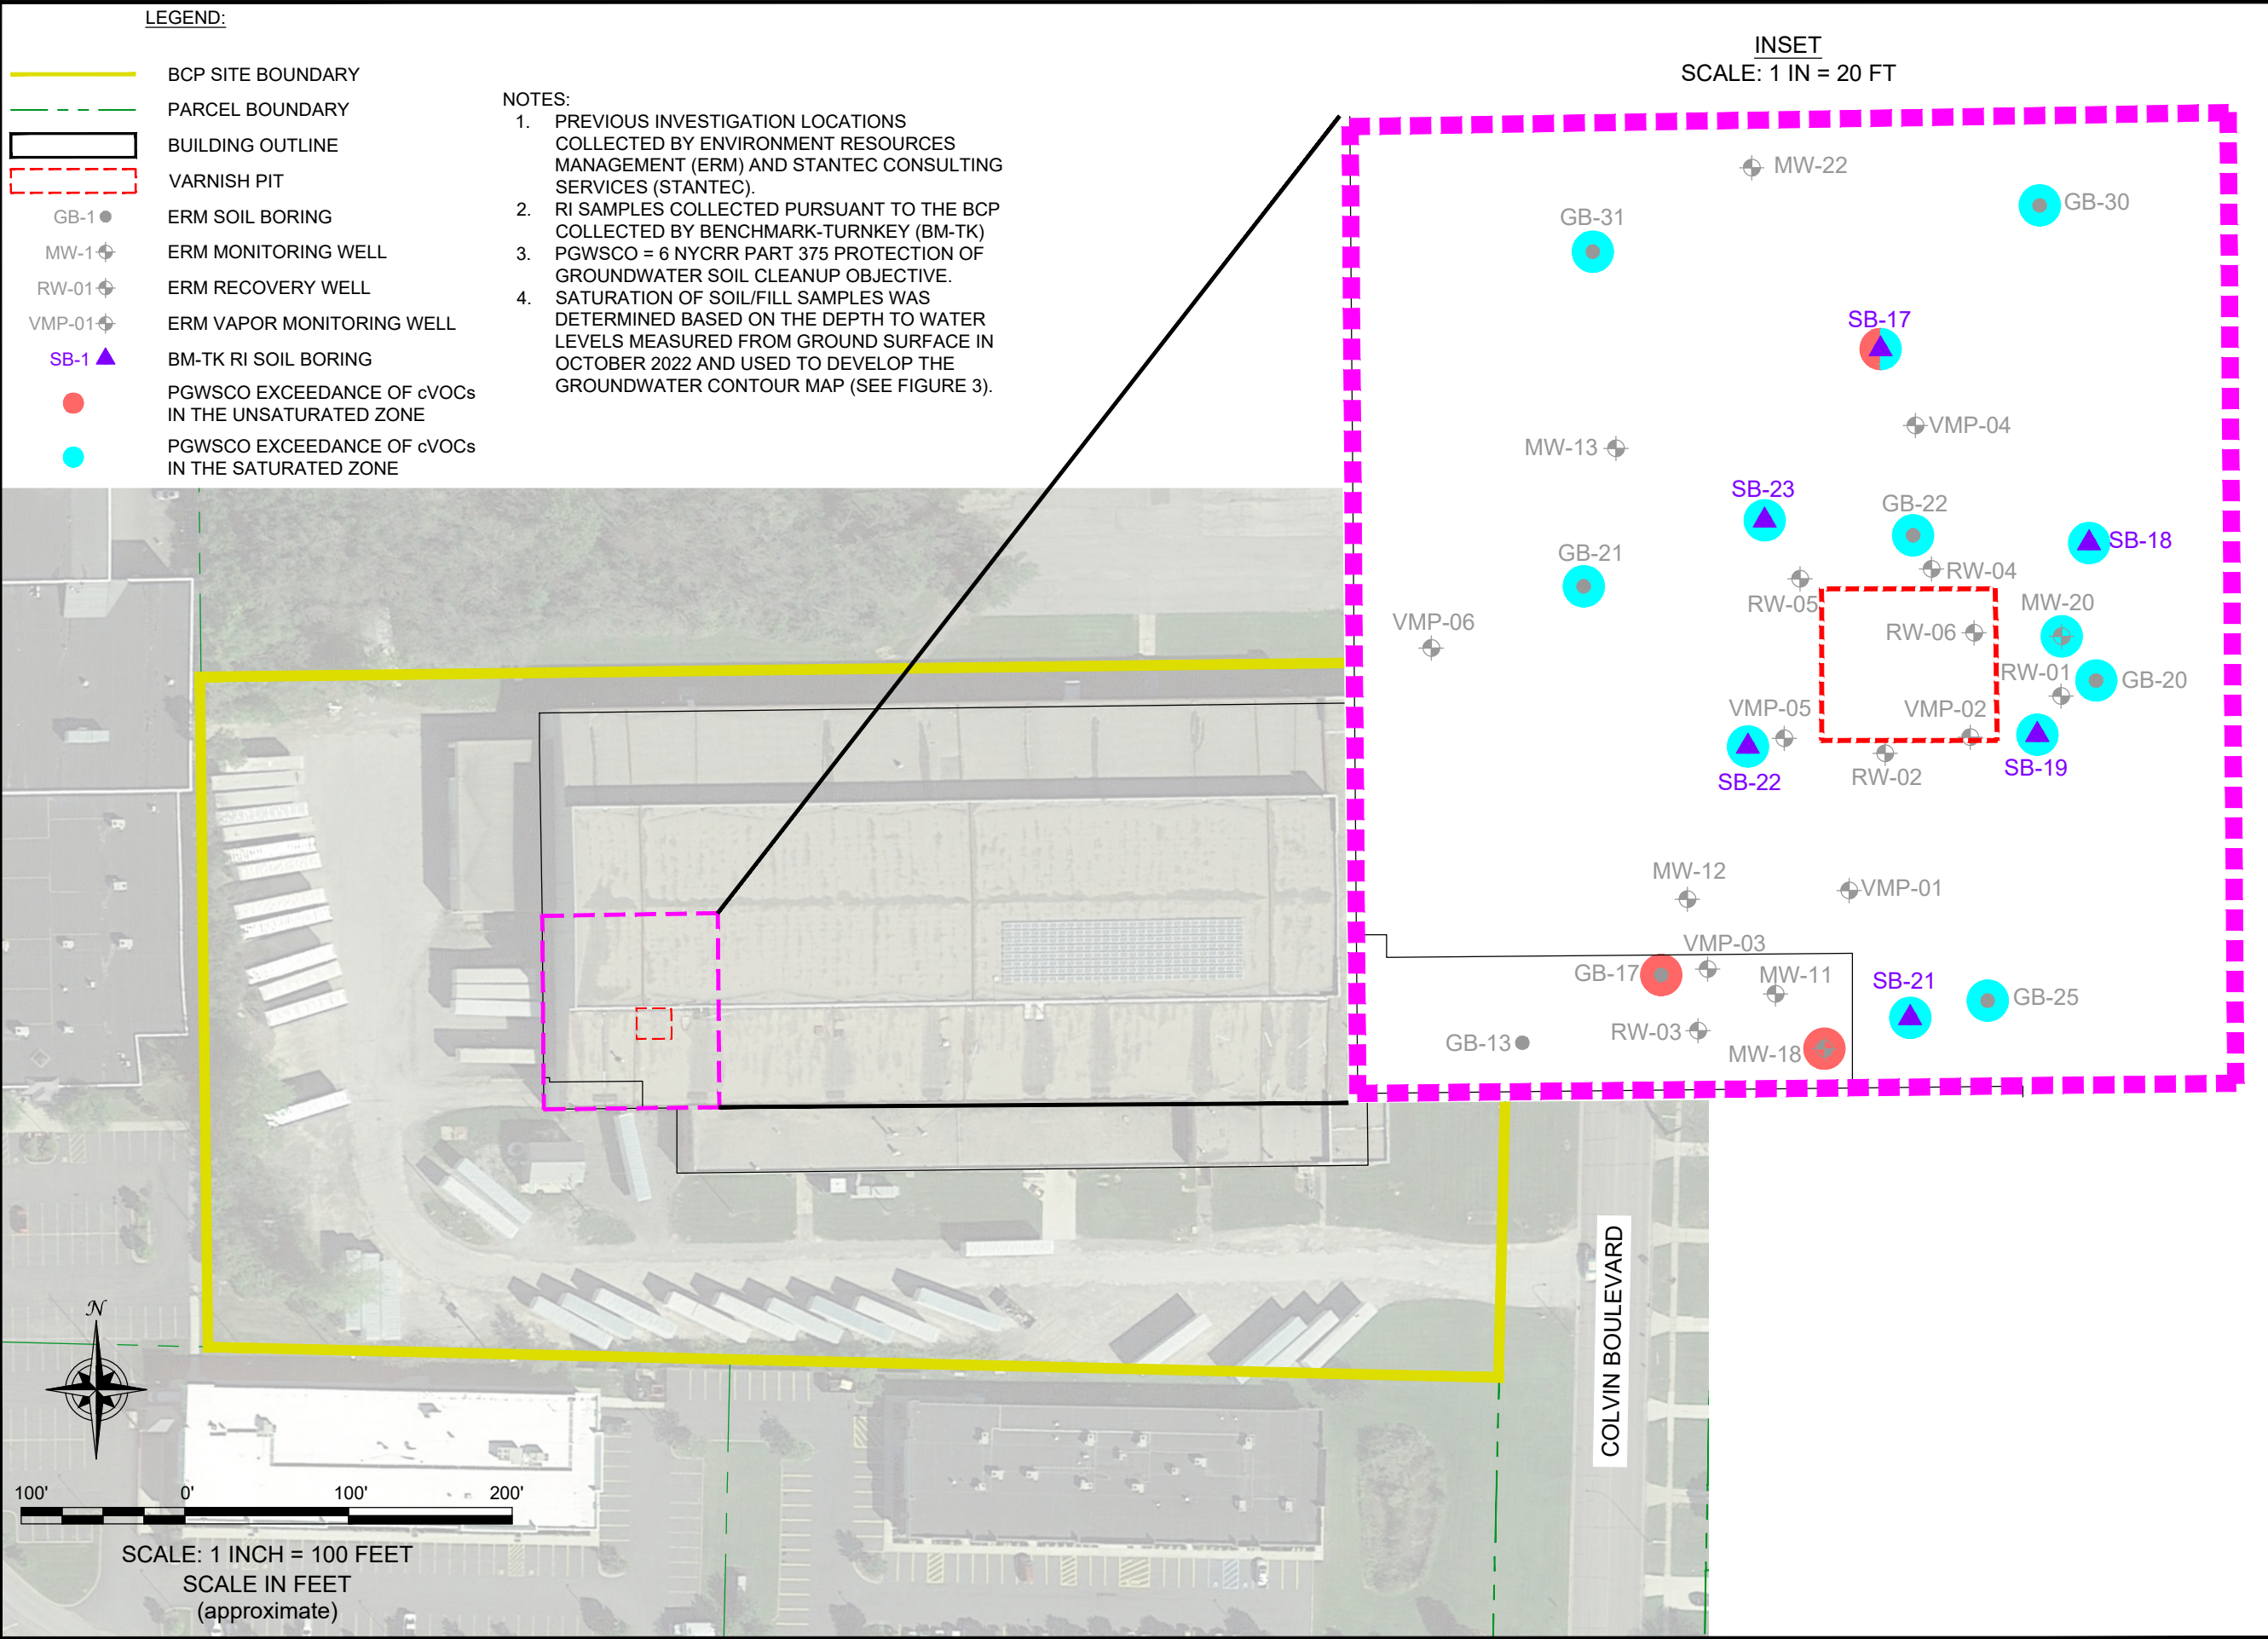 LEGEND:
BCP SITE BOUNDARY
PARCEL BOUNDARY
BUILDING OUTLINE
VARNISH PIT
GB-1 ERM SOIL BORING
MW-1 ERM MONITORING WELL
RW-01 ERM RECOVERY WELL
VMP-01 ERM VAPOR MONITORING WELL
SB-1 BM-TK RI SOIL BORING
PGWSCO EXCEEDANCE OF cVOCs
IN THE UNSATURATED ZONE
PGWSCO EXCEEDANCE OF cVOCs
IN THE SATURATED ZONE
NOTES:
1. PREVIOUS INVESTIGATION LOCATIONS
COLLECTED BY ENVIRONMENT RESOURCES
MANAGEMENT (ERM) AND STANTEC CONSULTING
SERVICES (STANTEC).
2. RI SAMPLES COLLECTED PURSUANT TO THE BCP
COLLECTED BY BENCHMARK-TURNKEY (BM-TK)
3. PGWSCO = 6 NYCRR PART 375 PROTECTION OF
GROUNDWATER SOIL CLEANUP OBJECTIVE.
4. SATURATION OF SOIL/FILL SAMPLES WAS
DETERMINED BASED ON THE DEPTH TO WATER
LEVELS MEASURED FROM GROUND SURFACE IN
OCTOBER 2022 AND USED TO DEVELOP THE
GROUNDWATER CONTOUR MAP (SEE FIGURE 3).
INSET
SCALE: 1 IN = 20 FT
MW-22
GB-30
GB-31
SB-17
VMP-04
MW-13
SB-23
GB-22
SB-18
GB-21
RW-04
RW-05
MW-20
VMP-06
RW-06
RW-01
GB-20
VMP-05
VMP-02
SB-19
RW-02
SB-22
MW-12
VMP-01
VMP-03
GB-17
MW-11
SB-21
GB-25
RW-03
GB-13
MW-18
COLVIN BOULEVARD
N
100' 0' 100' 200'
SCALE: 1 INCH = 100 FEET
SCALE IN FEET
(approximate)